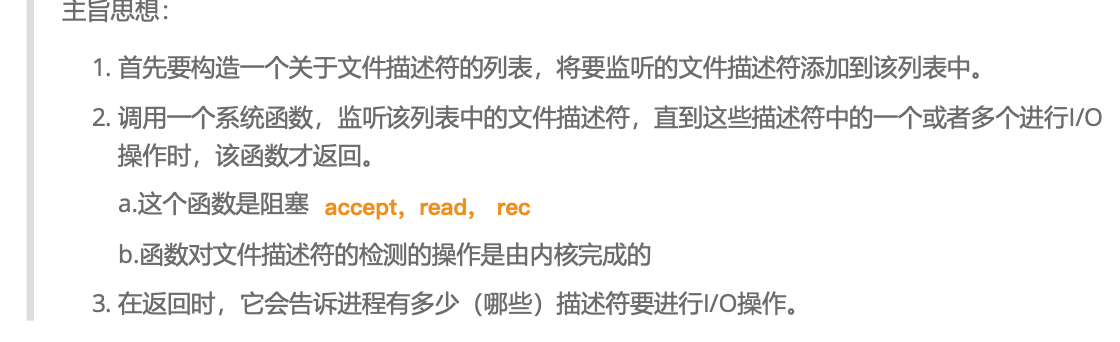 主旨思想：
1. 首先要构造一个关于文件描述符的列表，将要监听的文件描述符添加到该列表中。
2. 调用一个系统函数，监听该列表中的文件描述符，直到这些描述符中的一个或者多个进行I/O
操作时，该函数才返回。
a.这个函数是阻塞 accept，read， rec
b.函数对文件描述符的检测的操作是由内核完成的
3. 在返回时，它会告诉进程有多少（哪些）描述符要进行I/O操作。